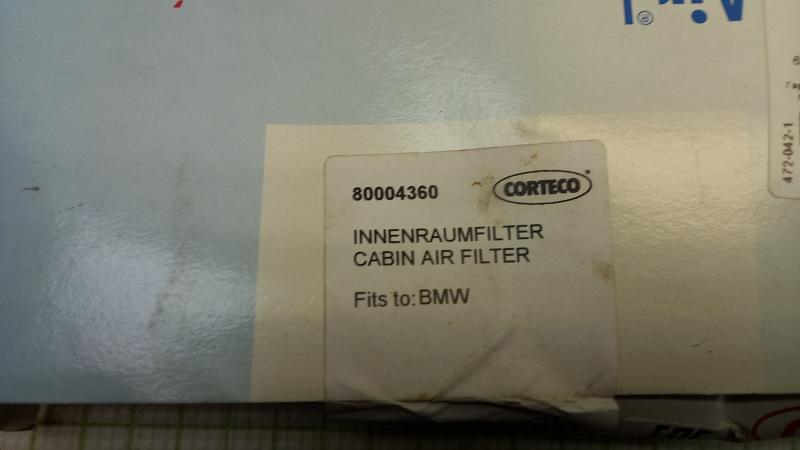 80004360
CORTECO
INNENRAUMFILTER
CABIN AIR FILTER
Fits to: BMW
472-042-1